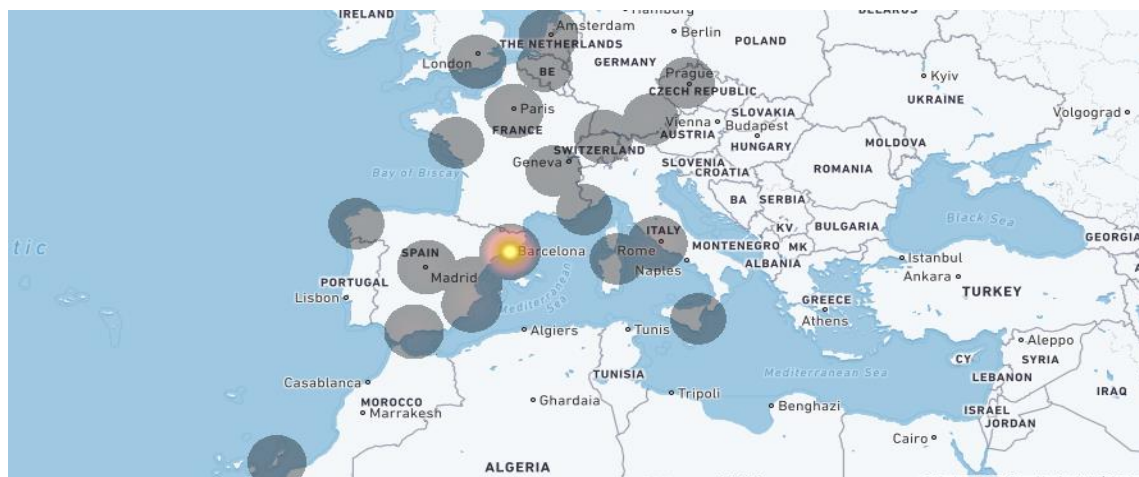 Hamburg
IRELAND
BELARUS
Amsterdam
Berlin
THE NETHERLANDS
POLAND
London
GERMANY
BE
Prague
Kyiv
CZECH REPUBLIC
UKRAINE
Paris
SLOVAKIA
Volgograd
Vienna
FRANCE
AUSTRIA
Budapest
HUNGARY
MOLDOVA
SWITZERLAND
Geneva
SLOVENIA
ROMANIA
CROATIA
Bay of Biscay
BA
SERBIA
Black Sea
BULGARIA
KV
ITALY
GEORGIA
tic
SPAIN
Barcelona
Rome
MONTENEGRO
MK
ALBANIA
Istanbul
Naples
Madrid
Ankara
PORTUGAL
TURKEY
Lisbon
Mediterranean
Sea
GREECE
Athens
Algiers
Tunis
Aleppo
CY
SYRIA
Mediterranean Sea
TUNISIA
LEBANON
Casablanca
IRAQ
Tripoli
MOROCCO
Ghardaia
Benghazi
ISRAEL
Marrakesh
JORDAN
Cairo
ALGERIA